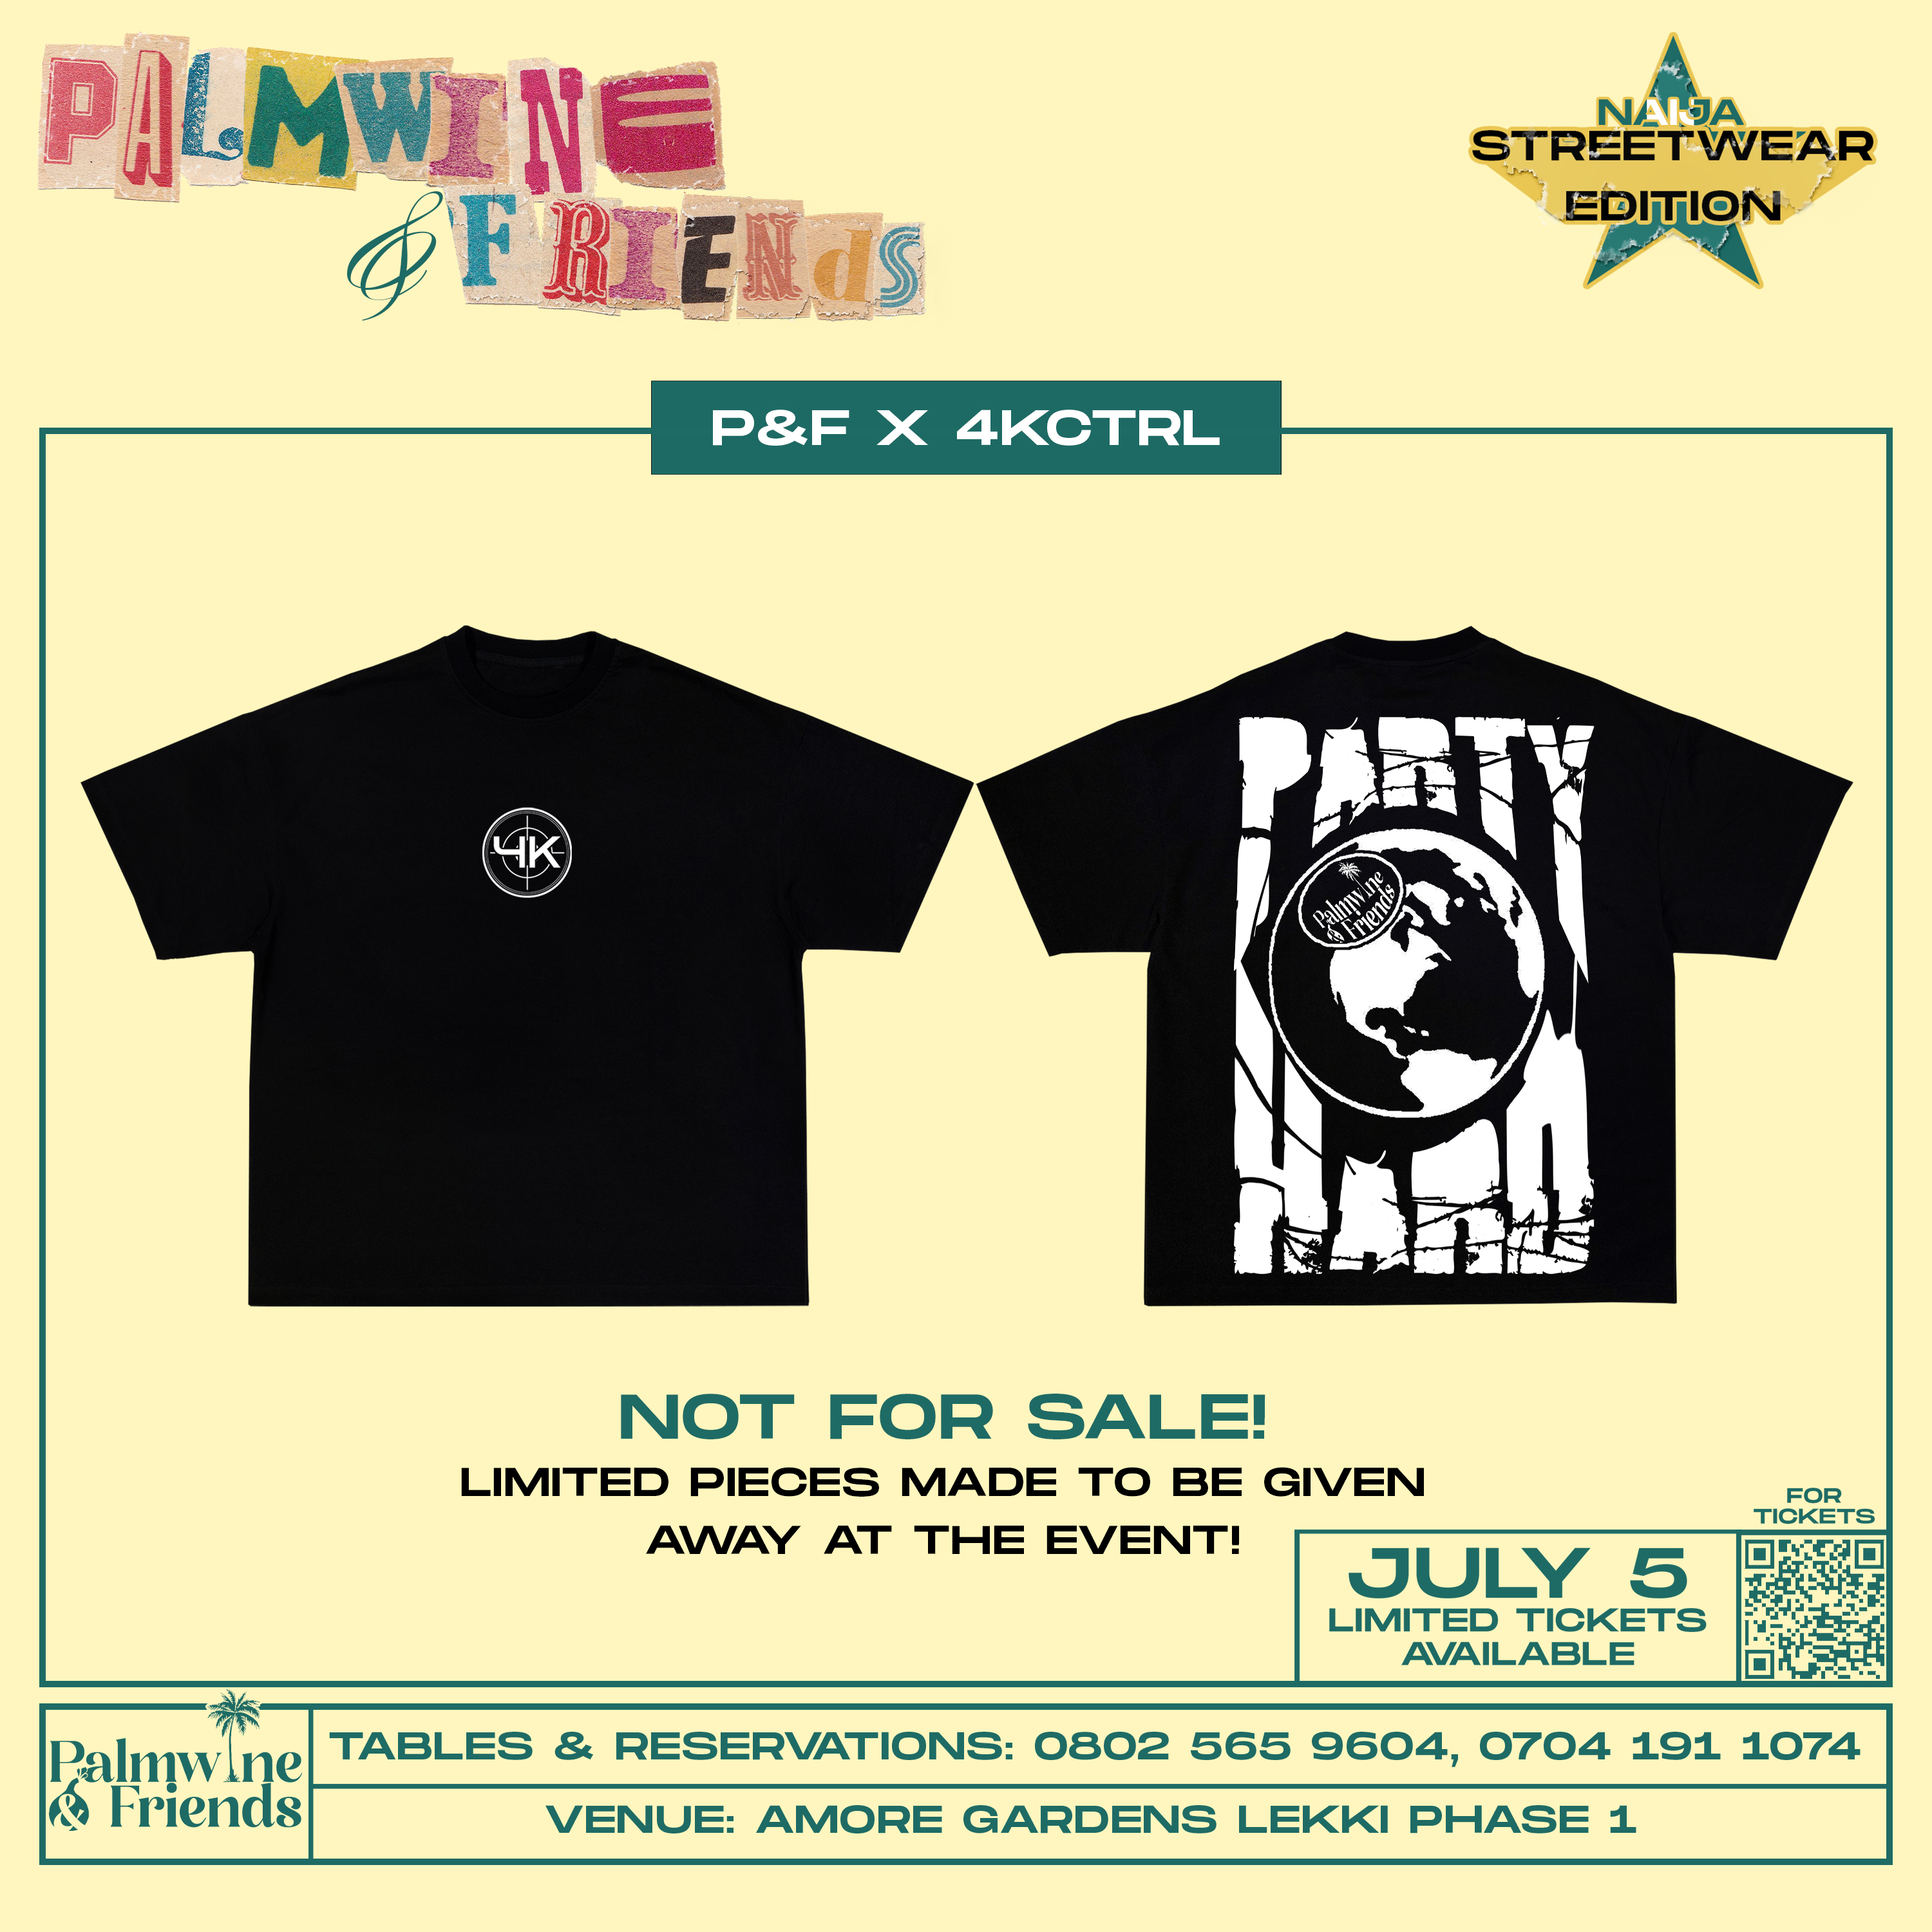 PALMWINE
& FRIENdS
NAIJA
STREETWEAR
EDITION
P&F X 4KCTRL
4K
PARTY
Palmwine
& Friends
HARD
NOT FOR SALE!
LIMITED PIECES MADE TO BE GIVEN
AWAY AT THE EVENT!
FOR
TICKETS
JULY 5
LIMITED TICKETS
AVAILABLE
Palmwine
& Friends
TABLES & RESERVATIONS: 0802 565 9604, 0704 191 1074
VENUE: AMORE GARDENS LEKKI PHASE 1